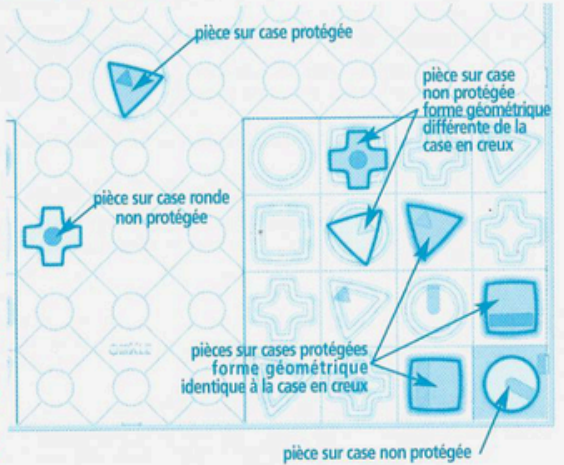 pièce sur case protégée
pièce sur case
non protégée
forme géométrique
différente de la
case en creux
pièce sur case ronde
non protégée
pièces sur cases protégées
forme géométrique
identique à la case en creux
pièce sur case non protégée